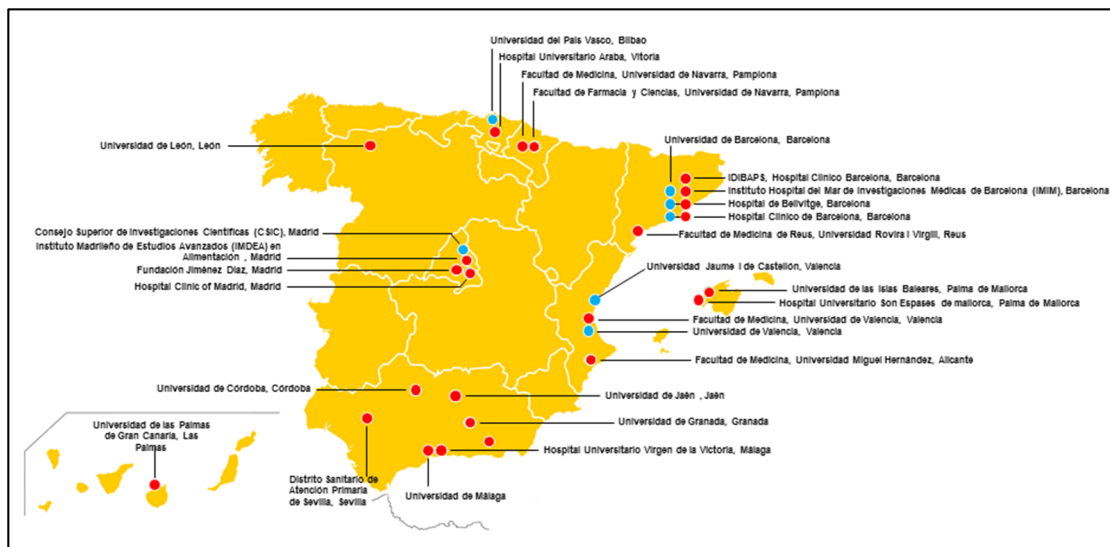 Universidad del País Vasco, Bilbao
Hospital Universitario Araba, Vitoria
Facultad de Medicina, Universidad de Navarra, Pamplona
Facultad de Farmacia y Ciencias, Universidad de Navarra, Pamplona
Universidad de León, León
Universidad de Barcelona, Barcelona
IDIBAPS, Hospital Clínico Barcelona, Barcelona
Instituto Hospital del Mar de Investigaciones Médicas de Barcelona (IMIM), Barcelona
Hospital de Bellvitge, Barcelona
Hospital Clínico de Barcelona, Barcelona
Facultad de Medicina de Reus, Universidad Rovira I Virgili, Reus
Consejo Superior de Investigaciones Científicas (CSIC), Madrid
Instituto Madrileño de Estudios Avanzados (IMDEA) en
Alimentación , Madrid
Fundación Jiménez Díaz, Madrid
Hospital Clinic of Madrid, Madrid
Universidad Jaume I de Castellón, Valencia
Universidad de las Islas Baleares, Palma de Mallorca
Hospital Universitario Son Espases de mallorca, Palma de Mallorca
Facultad de Medicina, Universidad de Valencia, Valencia
Universidad de Valencia, Valencia
Facultad de Medicina, Universidad Miguel Hernández, Alicante
Universidad de Córdoba, Córdoba
Universidad de Jaén , Jaén
Universidad de Granada, Granada
Hospital Universitario Virgen de la Victoria, Málaga
Universidad de las Palmas
de Gran Canaria, Las
Palmas
Distrito Sanitario de
Atención Primaria
de Sevilla, Sevilla
Universidad de Málaga